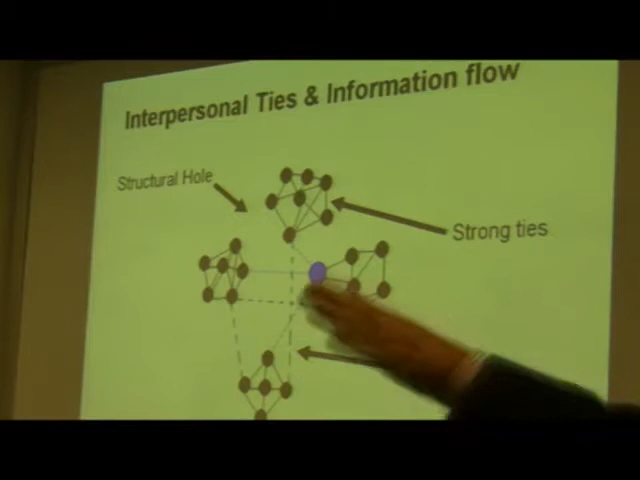 Interpersonal Ties & Information flow
Structural Hole
Strong ties